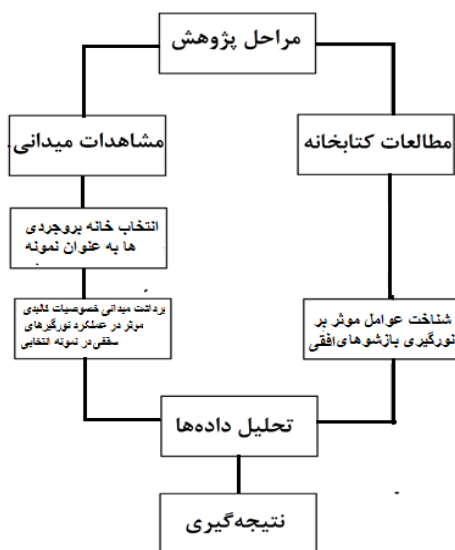 مراحل پژوهش
مطالعات کتابخانه
مشاهدات میدانی.
انتخاب خانه بروجردی
ها به عنوان نمونه
شناخت عوامل موثر بر
نورگیری بازشوهای افقی
برداشت میدانی خصوصیات کالبدی
موثر در عملکرد نورگیرهای
سقفی در نمونه انتخابی
تحلیل داده‌ها
نتیجه‌گیری